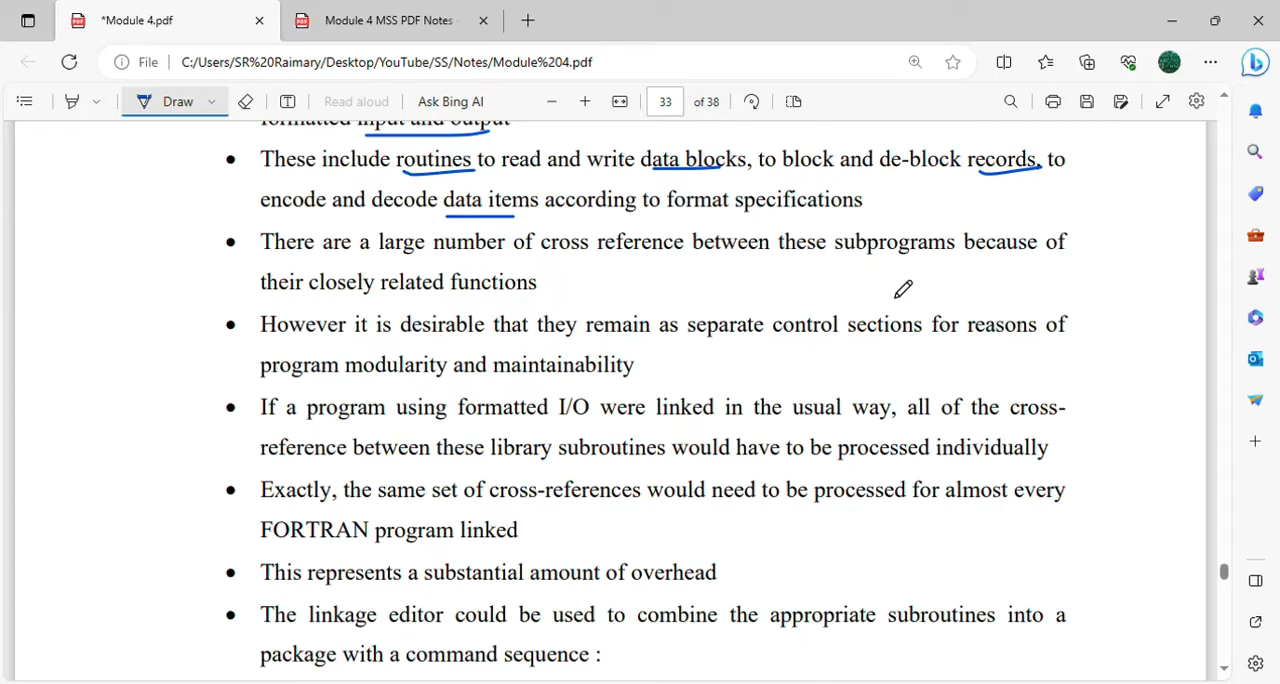 *Module 4.pdf
Module 4 MSS PDF Notes
File
C:/Users/SR%20Raimary/Desktop/YouTube/SS/Notes/Module%204.pdf
Draw
Read aloud
Ask Bing AI
33 of 38
formatted input and output
• These include routines to read and write data blocks, to block and de-block records, to
encode and decode data items according to format specifications
• There are a large number of cross reference between these subprograms because of
their closely related functions
• However it is desirable that they remain as separate control sections for reasons of
program modularity and maintainability
• If a program using formatted I/O were linked in the usual way, all of the cross-
reference between these library subroutines would have to be processed individually
• Exactly, the same set of cross-references would need to be processed for almost every
FORTRAN program linked
• This represents a substantial amount of overhead
• The linkage editor could be used to combine the appropriate subroutines into a
package with a command sequence :